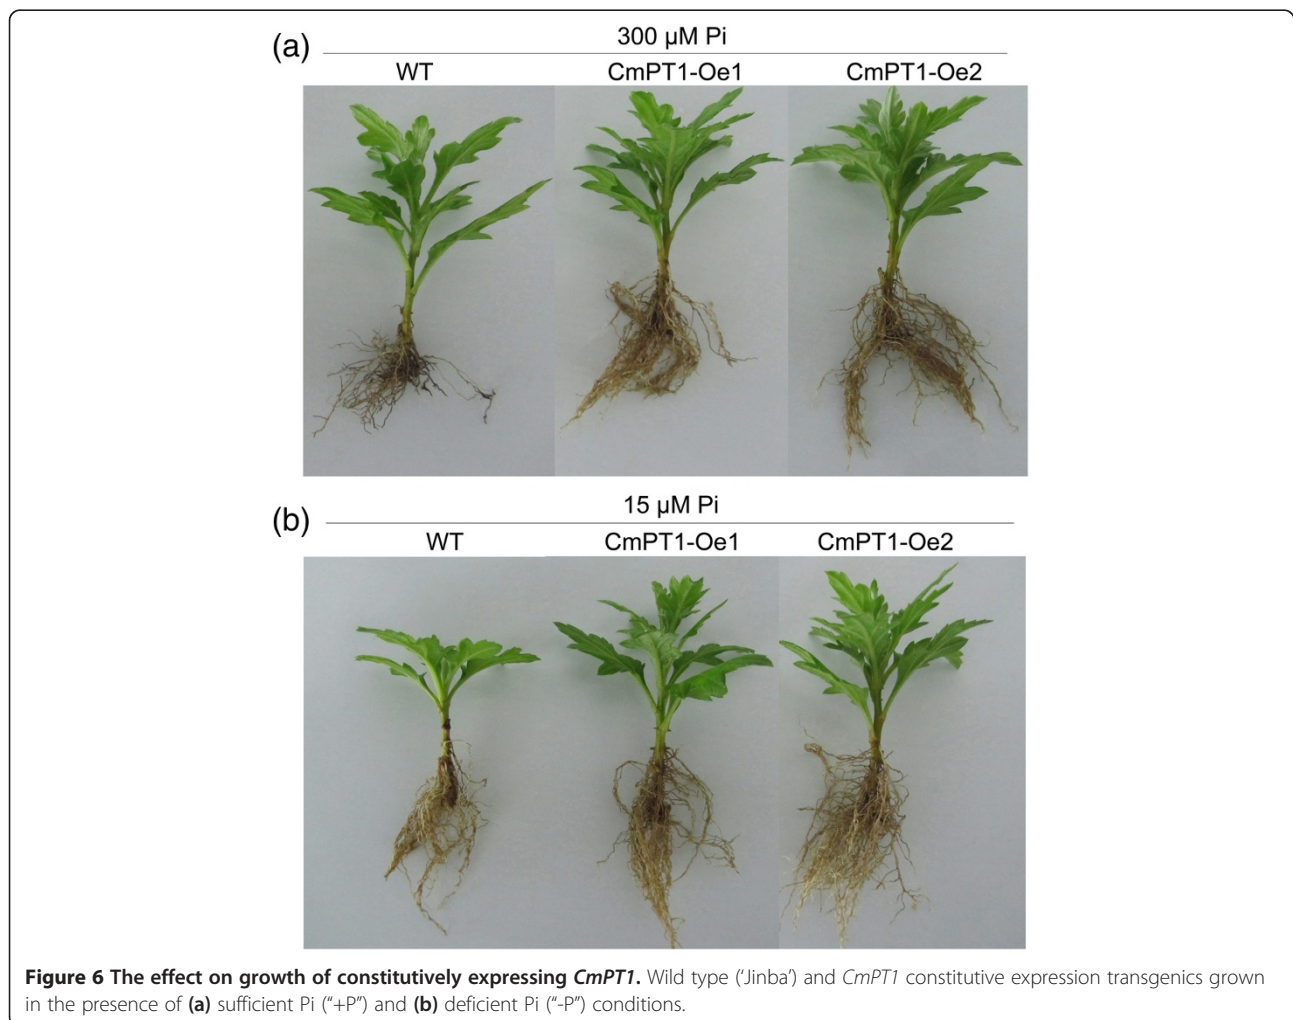 (a)
300 µM Pi
WT CmPT1-Oe1 CmPT1-Oe2
(b)
15 µM Pi
WT CmPT1-Oe1 CmPT1-Oe2
Figure 6 The effect on growth of constitutively expressing CmPT1. Wild type (‘Jinba’) and CmPT1 constitutive expression transgenics grown
in the presence of (a) sufficient Pi (“+P”) and (b) deficient Pi (“-P”) conditions.